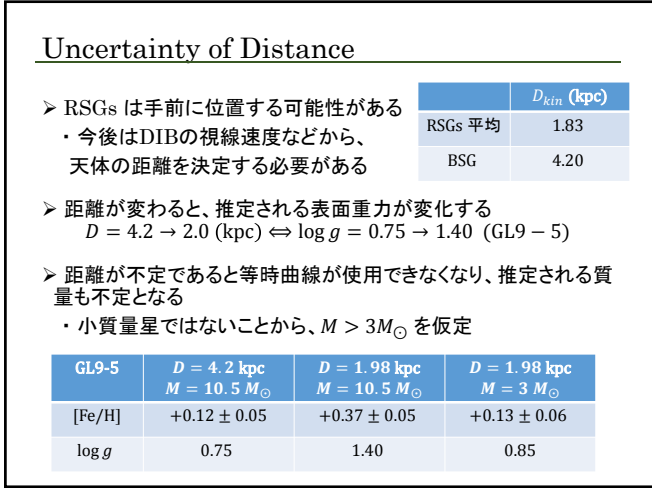 Uncertainty of Distance
➢ RSGs は手前に位置する可能性がある
・今後はDIBの視線速度などから、
天体の距離を決定する必要がある
D_{kin} (kpc)
RSGs 平均 1.83
BSG 4.20
➢ 距離が変わると、推定される表面重力が変化する
D = 4.2 → 2.0 (kpc) ⇔ log g = 0.75 → 1.40 (GL9 − 5)
➢ 距離が不定であると等時曲線が使用できなくなり、推定される質
量も不定となる
・小質量星ではないことから、M > 3M_⊙ を仮定
GL9-5 D = 4.2 kpc D = 1.98 kpc D = 1.98 kpc
M = 10.5 M_⊙ M = 10.5 M_⊙ M = 3 M_⊙
[Fe/H] +0.12 ± 0.05 +0.37 ± 0.05 +0.13 ± 0.06
log g 0.75 1.40 0.85